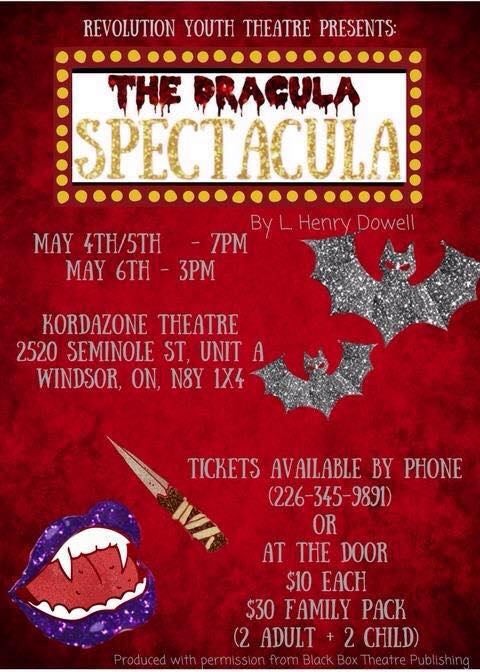 REVOLUTION YOUTH THEATRE PRESENTS:
THE DRACULA
SPECTACULA
By L. Henry Dowell
MAY 4TH/5TH - 7PM
MAY 6TH - 3PM
KORDAZONE THEATRE
2520 SEMINOLE ST, UNIT A
WINDSOR, ON, N8Y 1X4
TICKETS AVAILABLE BY PHONE
(226-345-9891)
OR
AT THE DOOR
$10 EACH
$30 FAMILY PACK
(2 ADULT + 2 CHILD)
Produced with permission from Black Box Theatre Publishing